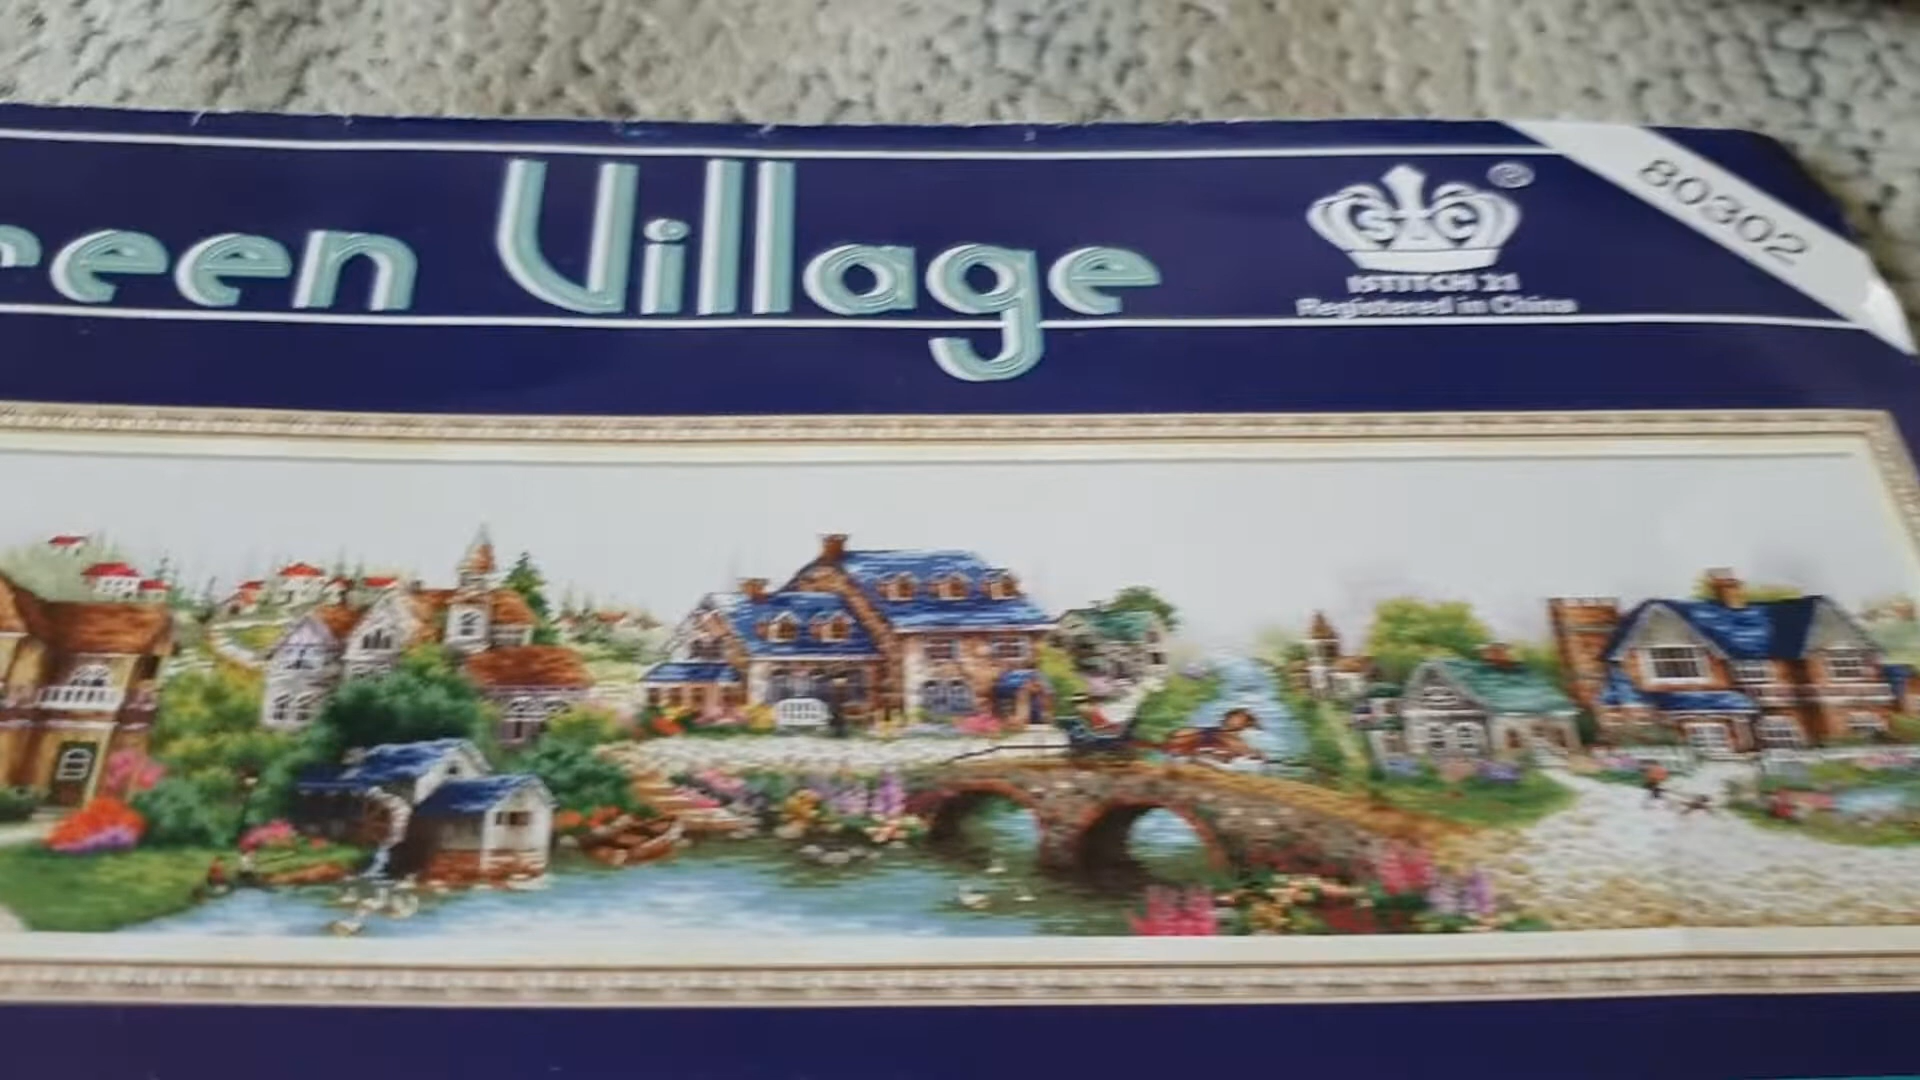 reen Village
®
80302
S C
ISTITCH 21
Registered in China